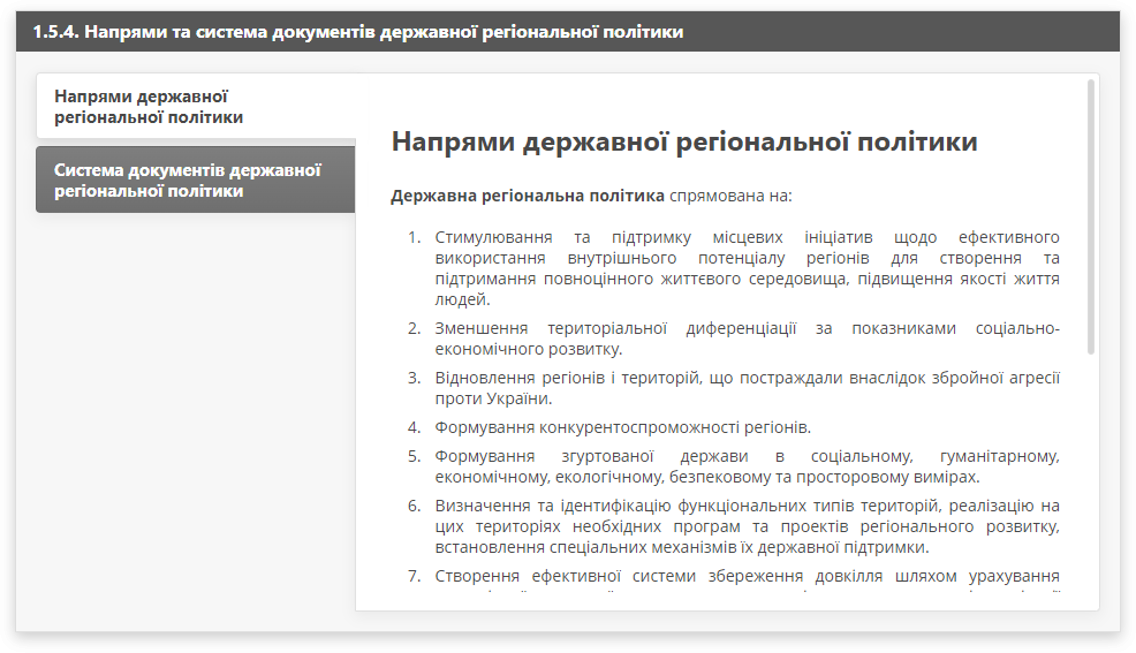 1.5.4. Напрями та система документів державної регіональної політики
Напрями державної
регіональної політики
Система документів державної
регіональної політики
Напрями державної регіональної політики
Державна регіональна політика спрямована на:
1. Стимулювання та підтримку місцевих ініціатив щодо ефективного
використання внутрішнього потенціалу регіонів для створення та
підтримання повноцінного життєвого середовища, підвищення якості життя
людей.
2. Зменшення територіальної диференціації за показниками соціально-
економічного розвитку.
3. Відновлення регіонів і територій, що постраждали внаслідок збройної агресії
проти України.
4. Формування конкурентоспроможності регіонів.
5. Формування згуртованої держави в соціальному, гуманітарному,
економічному, екологічному, безпековому та просторовому вимірах.
6. Визначення та ідентифікацію функціональних типів територій, реалізацію на
цих територіях необхідних програм та проектів регіонального розвитку,
встановлення спеціальних механізмів їх державної підтримки.
7. Створення ефективної системи збереження довкілля шляхом урахування